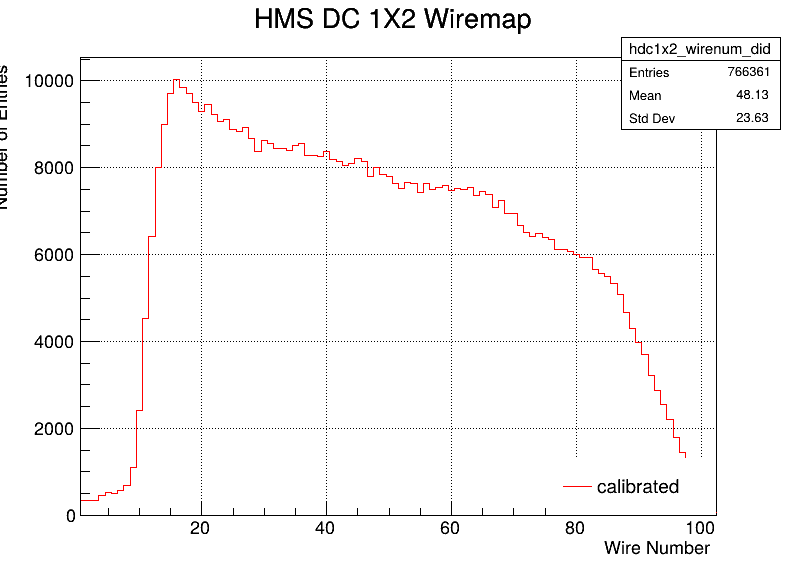 HMS DC 1X2 Wiremap
hdc1x2_wirenum_did
Entries 766361
Mean 48.13
Std Dev 23.63
Number of Entries
10000
8000
6000
4000
2000
0
20 40 60 80 100
calibrated
Wire Number